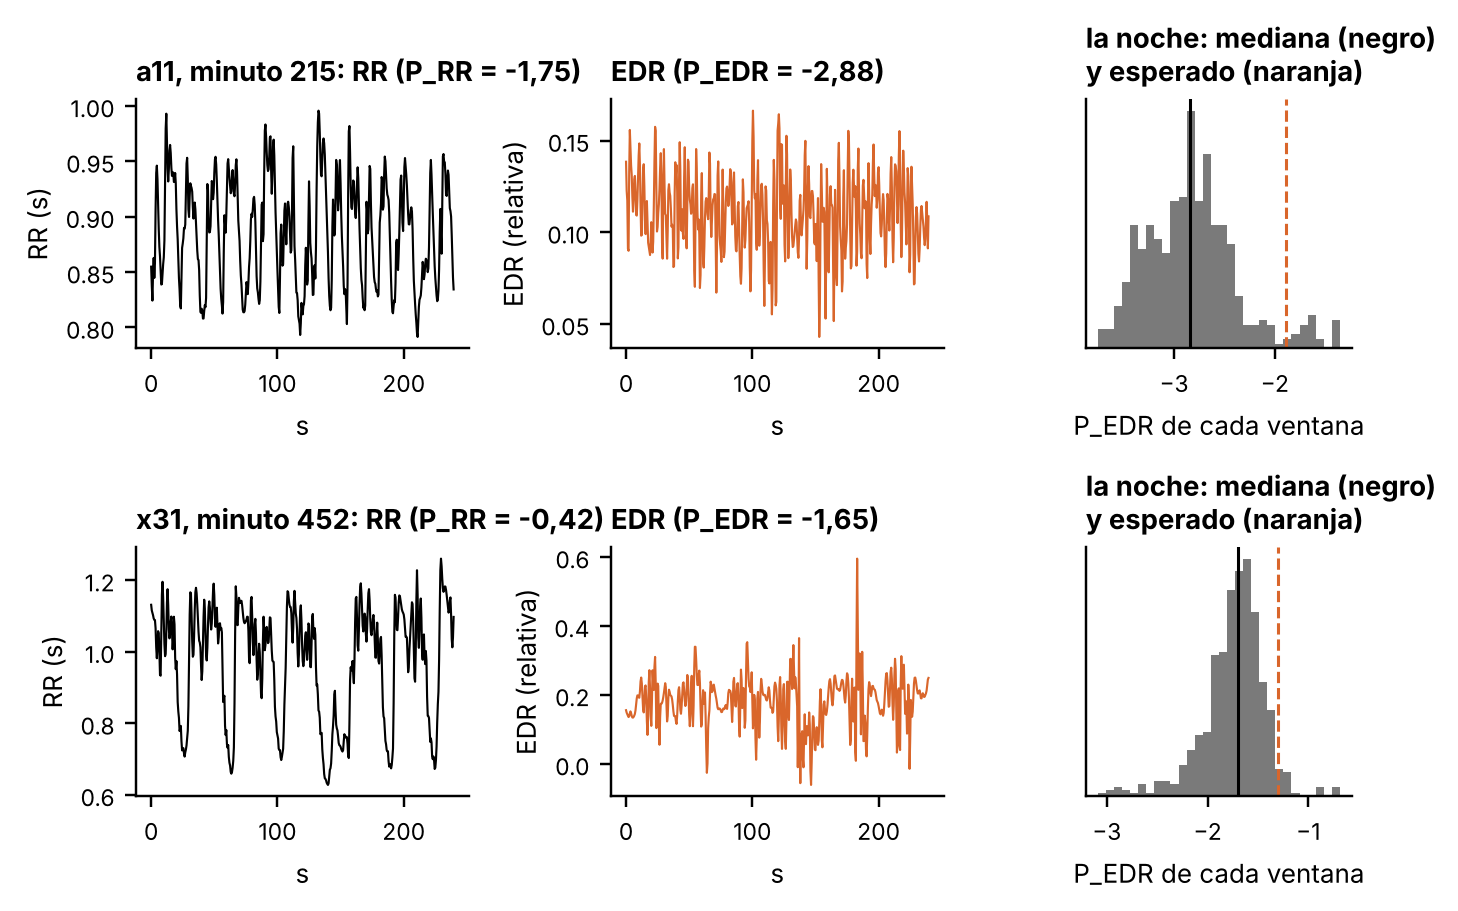 a11, minuto 215: RR (P_RR = -1,75)
1.00
0.95
0.90
0.85
0.80
RR (s)
0
100
200
s
EDR (P_EDR = -2,88)
0.15
0.10
0.05
EDR (relativa)
0
100
200
s
la noche: mediana (negro)
y esperado (naranja)
−3
−2
P_EDR de cada ventana
x31, minuto 452: RR (P_RR = -0,42)
1.2
1.0
0.8
0.6
RR (s)
0
100
200
s
EDR (P_EDR = -1,65)
0.6
0.4
0.2
0.0
EDR (relativa)
0
100
200
s
la noche: mediana (negro)
y esperado (naranja)
−3
−2
−1
P_EDR de cada ventana